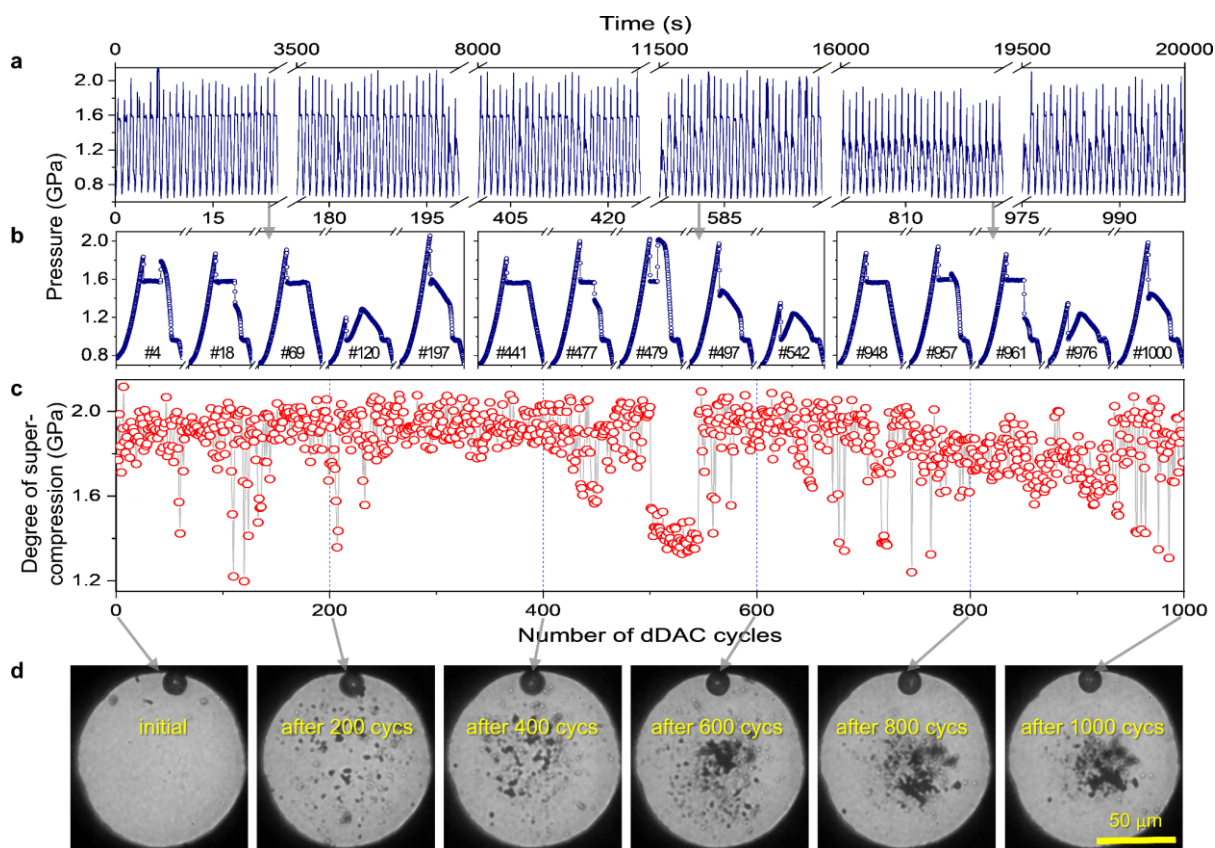 Time (s)
0 3500 8000 11500 16000 19500 20000
a
2.0
1.6
1.2
0.8
Pressure (GPa)
0 15 180 195 405 420 585 810 975 990
b
2.0
1.6
1.2
0.8
#4 #18 #69 #120 #197 #441 #477 #479 #497 #542 #948 #957 #961 #976 #1000
c
2.0
1.6
1.2
Degree of super-
compression (GPa)
0 200 400 600 800 1000
Number of dDAC cycles
d
initial after 200 cycs after 400 cycs after 600 cycs after 800 cycs after 1000 cycs
50 μm